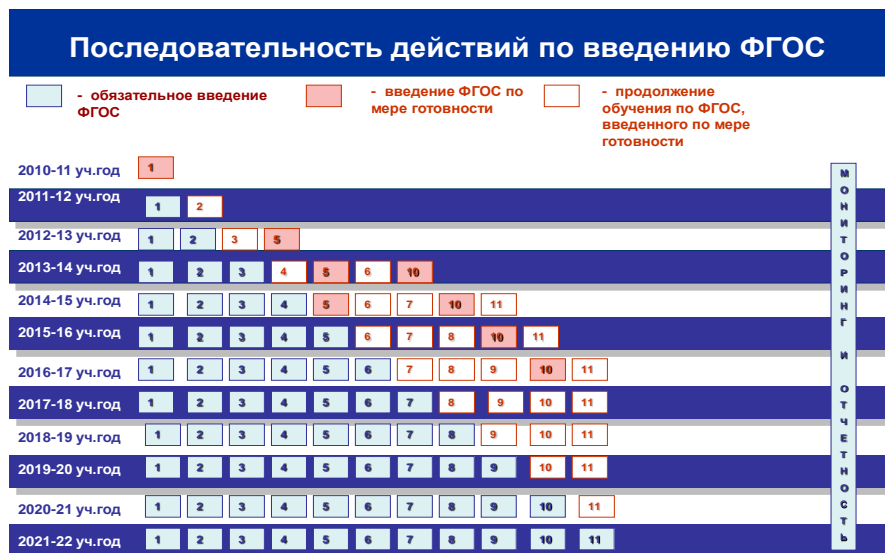 Последовательность действий по введению ФГОС
- обязательное введение
ФГОС
- введение ФГОС по
мере готовности
- продолжение
обучения по ФГОС,
введенного по мере
готовности
2010-11 уч.год 1
2011-12 уч.год 1 2
2012-13 уч.год 1 2 3 5
2013-14 уч.год 1 2 3 4 5 6 10
2014-15 уч.год 1 2 3 4 5 6 7 10 11
2015-16 уч.год 1 2 3 4 5 6 7 8 10 11
2016-17 уч.год 1 2 3 4 5 6 7 8 9 10 11
2017-18 уч.год 1 2 3 4 5 6 7 8 9 10 11
2018-19 уч.год 1 2 3 4 5 6 7 8 9 10 11
2019-20 уч.год 1 2 3 4 5 6 7 8 9 10 11
2020-21 уч.год 1 2 3 4 5 6 7 8 9 10 11
2021-22 уч.год 1 2 3 4 5 6 7 8 9 10 11
МОНИТОРИНГ И ОТЧЕТНОСТЬ